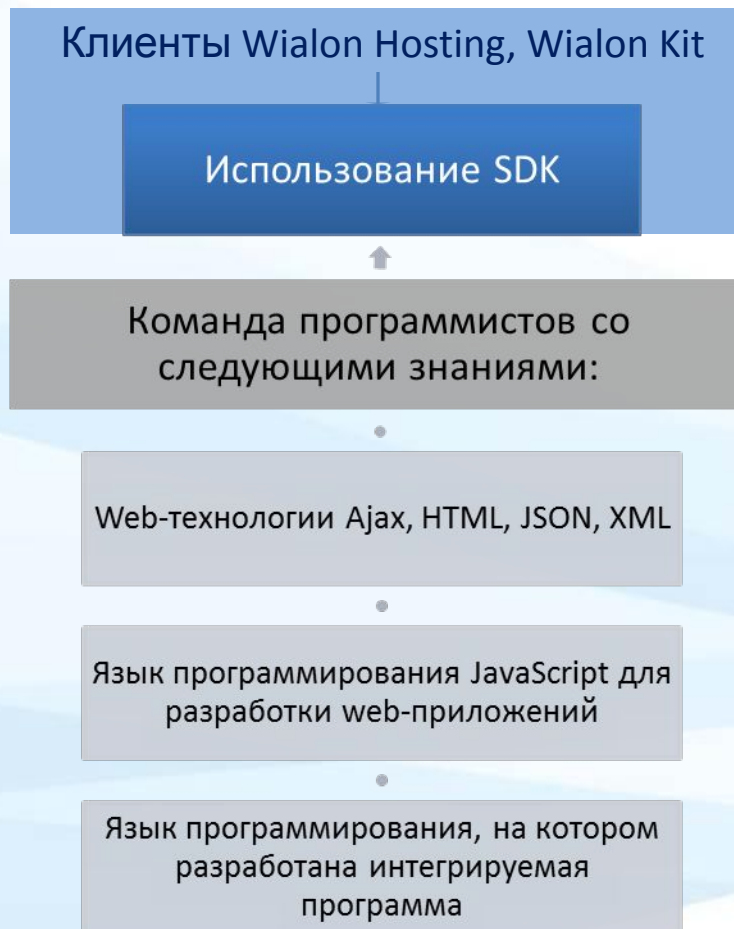 Клиенты Wialon Hosting, Wialon Kit
Использование SDK
Команда программистов со
следующими знаниями:
Web-технологии Ajax, HTML, JSON, XML
Язык программирования JavaScript для
разработки web-приложений
Язык программирования, на котором
разработана интегрируемая
программа